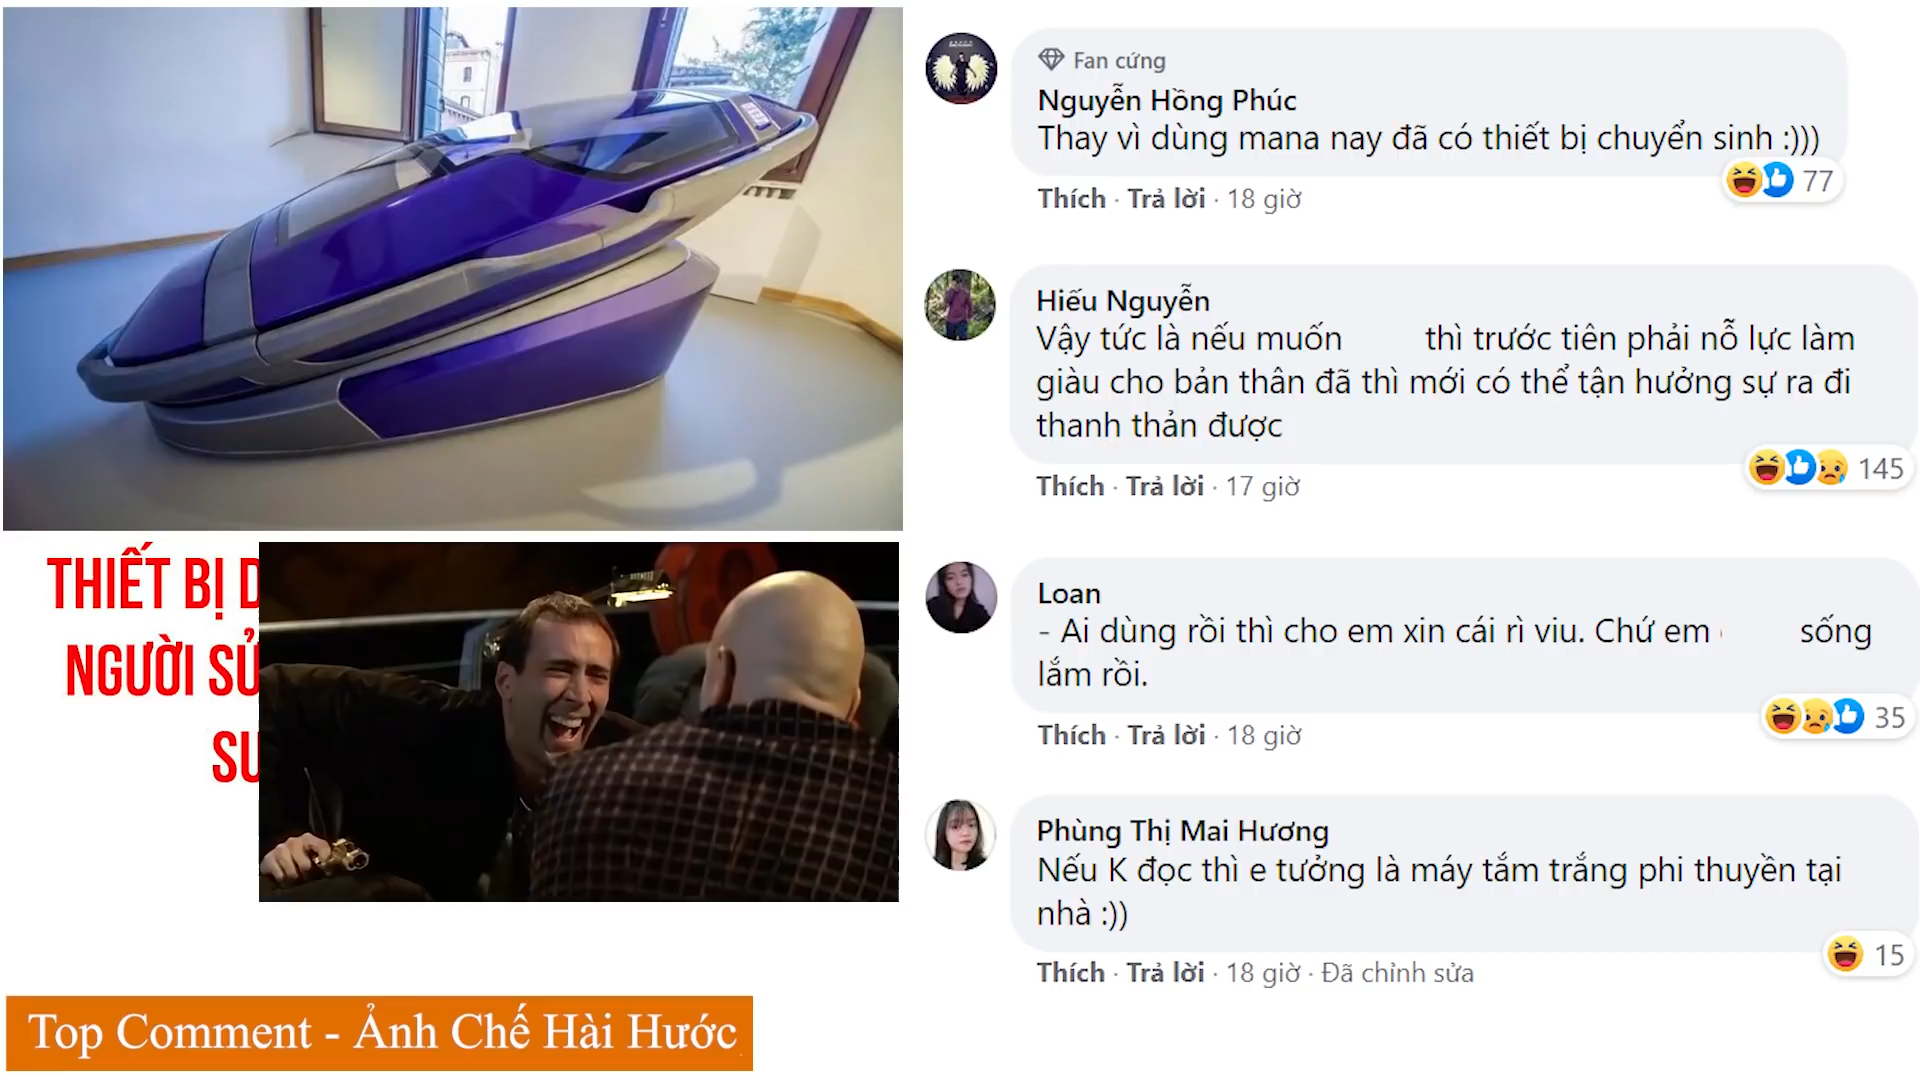 THIẾT BỊ
NGƯỜI SỬ
Fan cứng
Nguyễn Hồng Phúc
Thay vì dùng mana nay đã có thiết bị chuyển sinh :)))
77
Thích · Trả lời · 18 giờ
Hiếu Nguyễn
Vậy tức là nếu muốn thì trước tiên phải nỗ lực làm
giàu cho bản thân đã thì mới có thể tận hưởng sự ra đi
thanh thản được
145
Thích · Trả lời · 17 giờ
Loan
- Ai dùng rồi thì cho em xin cái rì viu. Chứ em sống
lắm rồi.
35
Thích · Trả lời · 18 giờ
Phùng Thị Mai Hương
Nếu K đọc thì e tưởng là máy tắm trắng phi thuyền tại
nhà :))
15
Thích · Trả lời · 18 giờ · Đã chỉnh sửa
Top Comment - Ảnh Chế Hài Hước